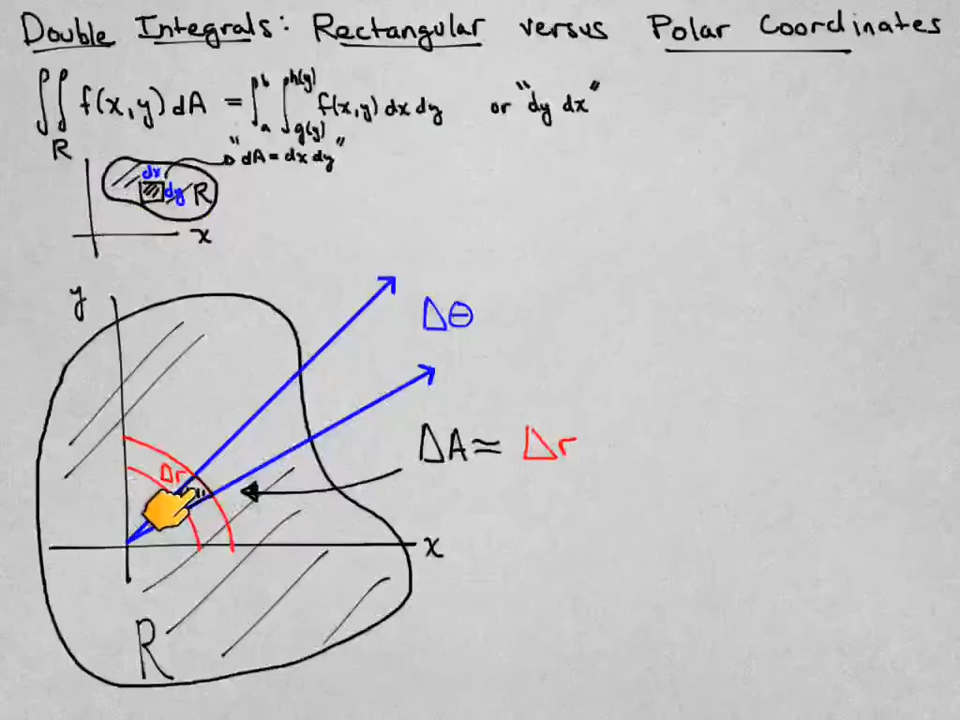 Double Integrals: Rectangular versus Polar Coordinates
∬ f(x,y) dA = ∫ ∫ f(x,y) dx dy or "dy dx"
R a b g(y) h(y)
"dA = dx dy"
dx
dy R
x
y
Δθ
ΔA ≈ Δr
Δr
x
R